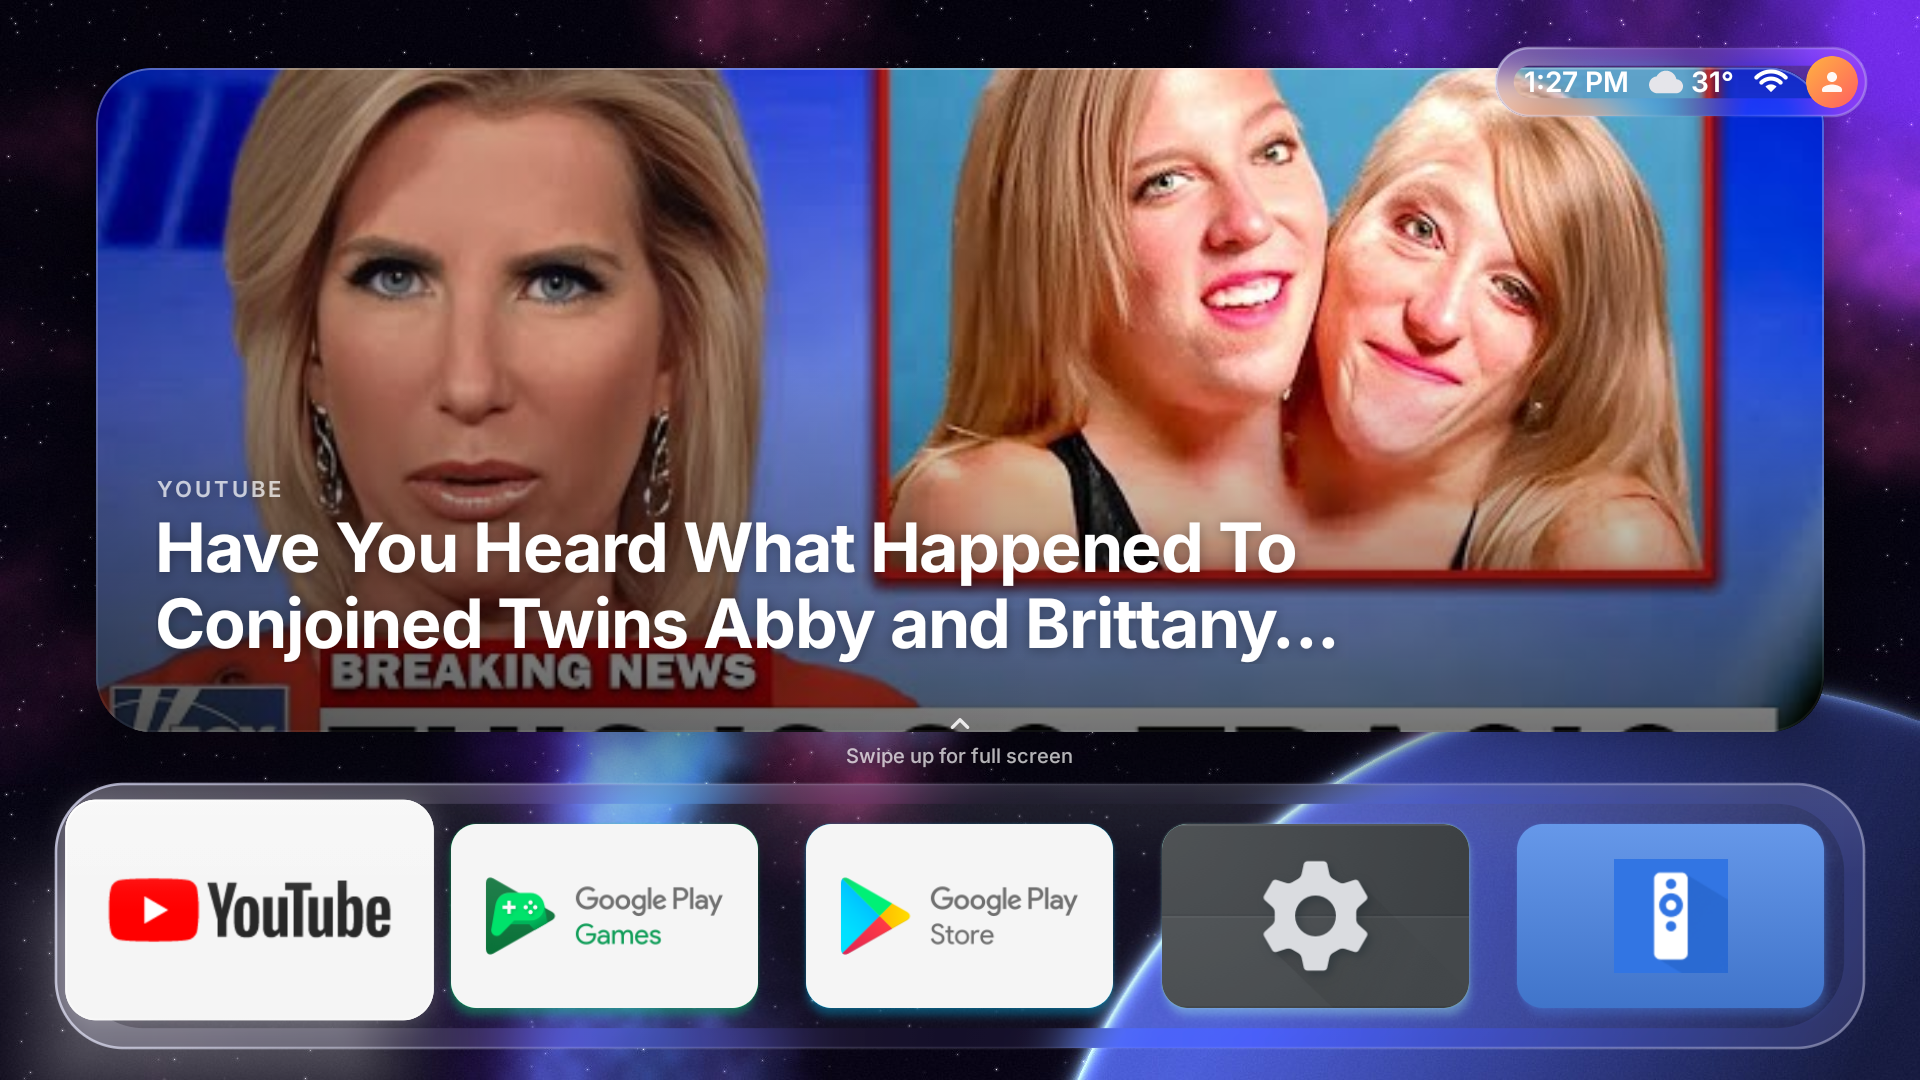 1:27 PM 31°
YOUTUBE
Have You Heard What Happened To
Conjoined Twins Abby and Brittany...
BREAKING NEWS
Swipe up for full screen
YouTube
Google Play
Games
Google Play
Store